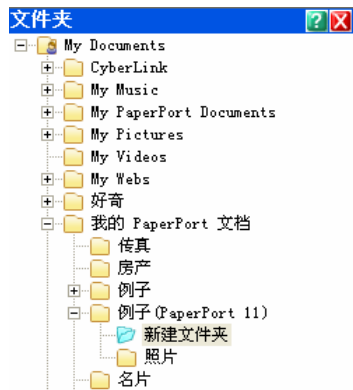 文件夹
My Documents
CyberLink
My Music
My PaperPort Documents
My Pictures
My Videos
My Webs
好奇
我的 PaperPort 文档
传真
房产
例子
例子(PaperPort 11)
新建文件夹
照片
名片